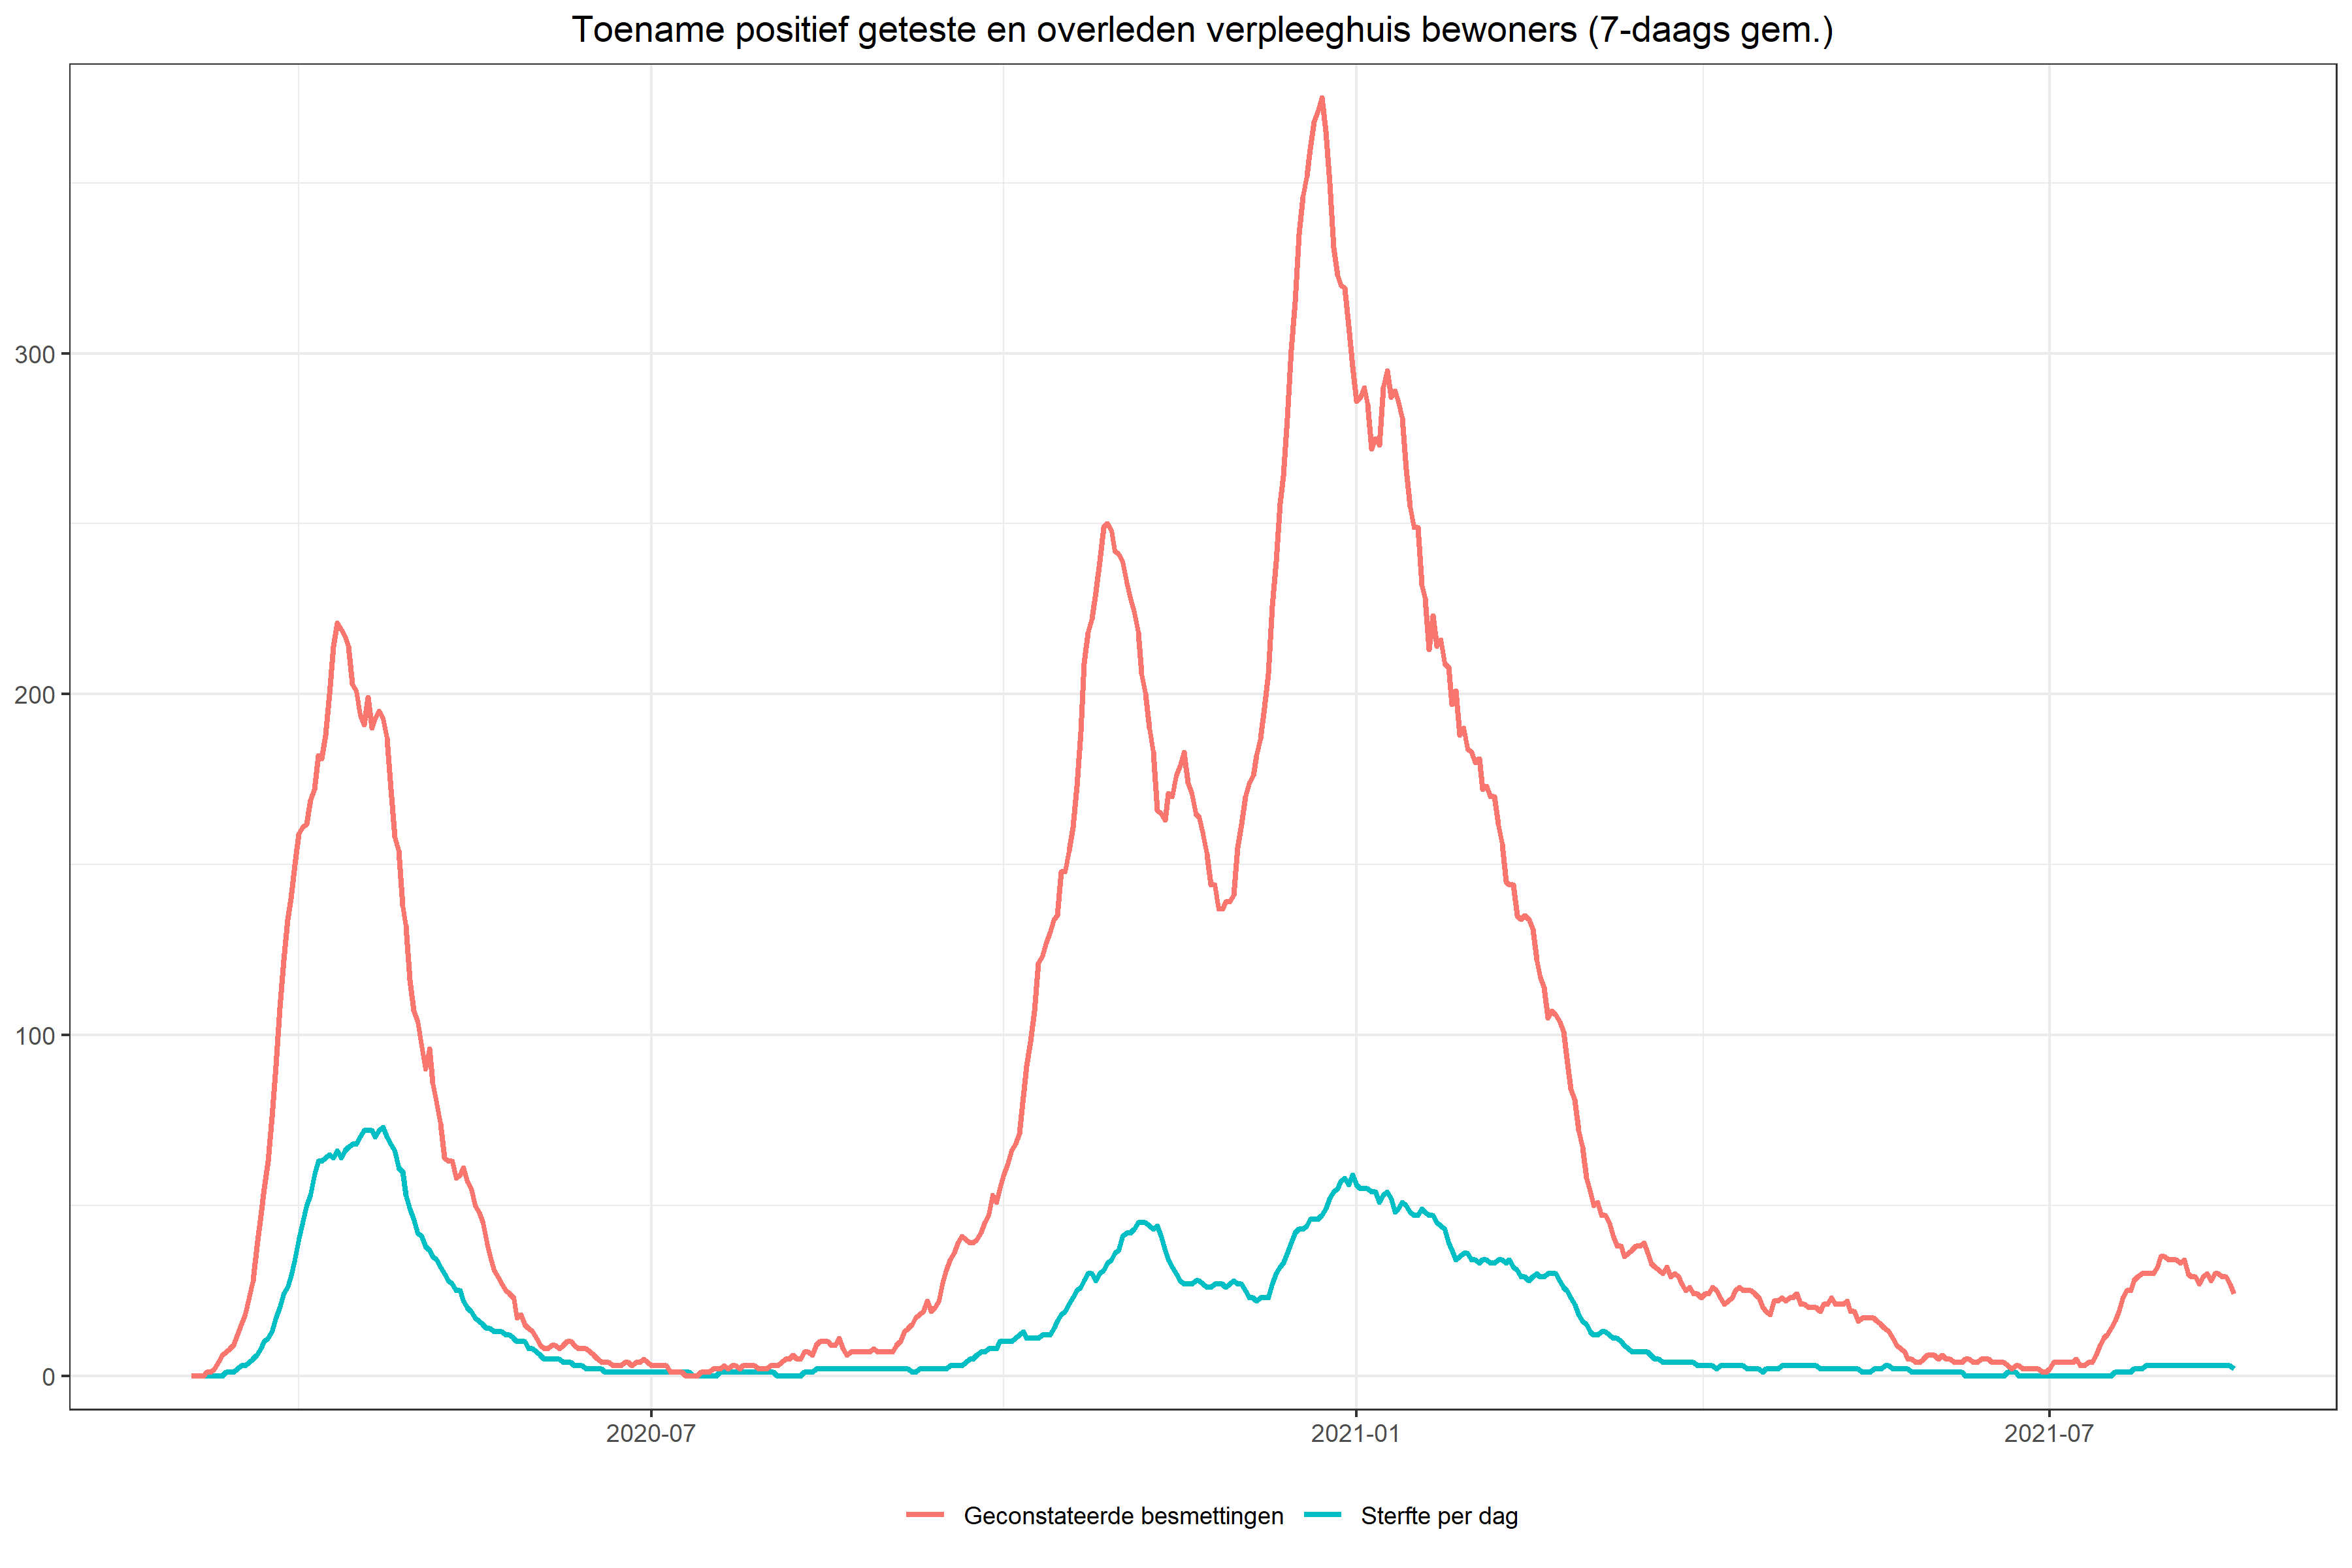 Toename positief geteste en overleden verpleeghuis bewoners (7-daags gem.)
300
200
100
0
2020-07 2021-01 2021-07
Geconstateerde besmettingen Sterfte per dag